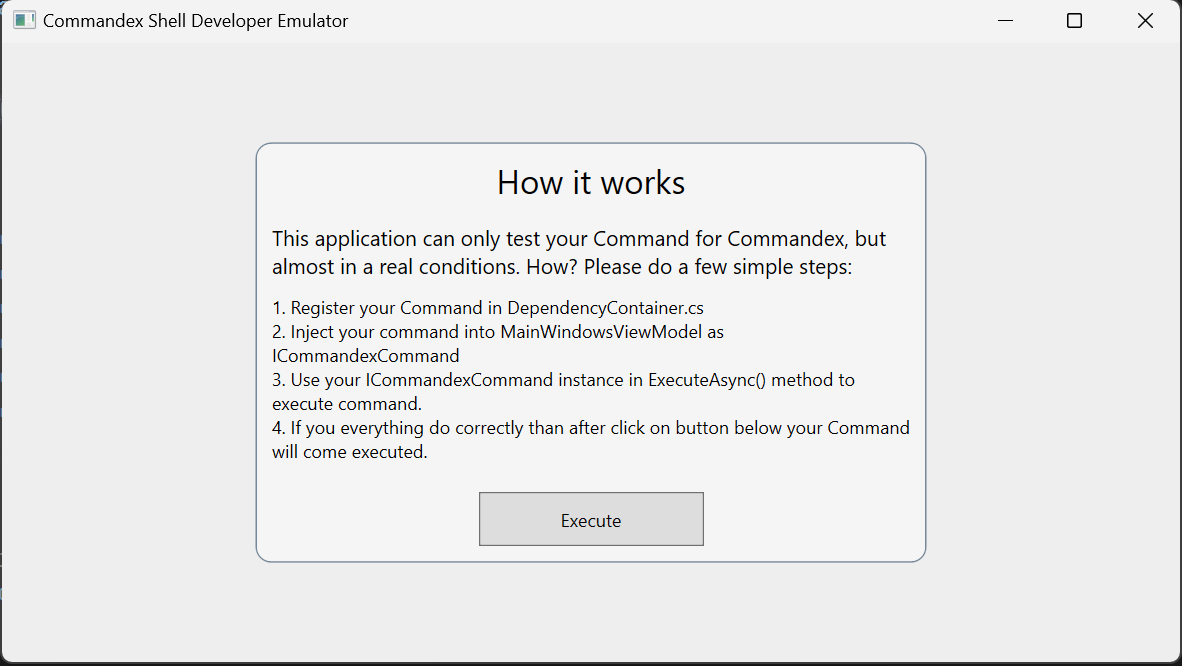 Commandex Shell Developer Emulator
How it works
This application can only test your Command for Commandex, but
almost in a real conditions. How? Please do a few simple steps:
1. Register your Command in DependencyContainer.cs
2. Inject your command into MainWindowsViewModel as
ICommandexCommand
3. Use your ICommandexCommand instance in ExecuteAsync() method to
execute command.
4. If you everything do correctly than after click on button below your Command
will come executed.
Execute